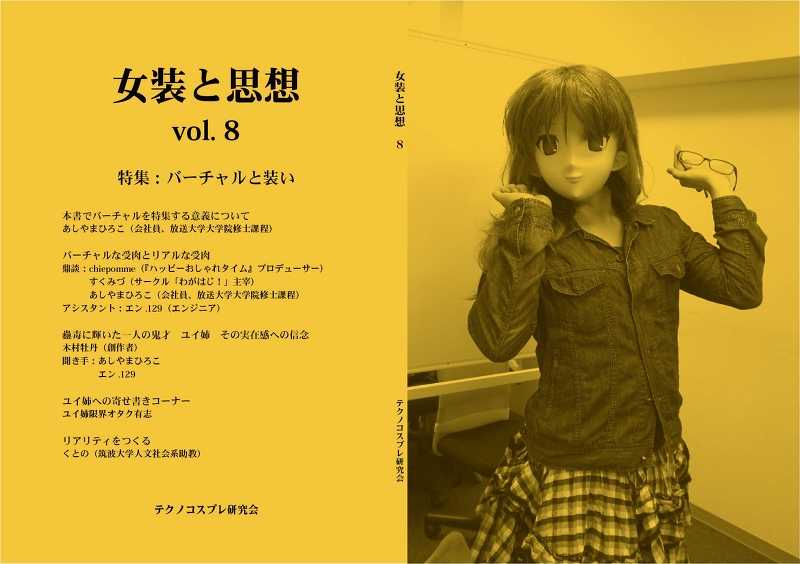 女装と思想
vol. 8
特集：バーチャルと装い
本書でバーチャルを特集する意義について
あしやまひろこ（会社員、放送大学大学院修士課程）
バーチャルな受肉とリアルな受肉
鼎談：chiepomme（『ハッピーおしゃれタイム』プロデューサー）
すくみづ（サークル「わがはじ！」主宰）
あしやまひろこ（会社員、放送大学大学院修士課程）
アシスタント：エン .129（エンジニア）
蟲毒に輝いた一人の鬼才　ユイ姉　その実在感への信念
木村牡丹（創作者）
聞き手：あしやまひろこ
エン .129
ユイ姉への寄せ書きコーナー
ユイ姉限界オタク有志
リアリティをつくる
くとの（筑波大学人文社会系助教）
テクノコスプレ研究会
女装と思想　8
テクノコスプレ研究会